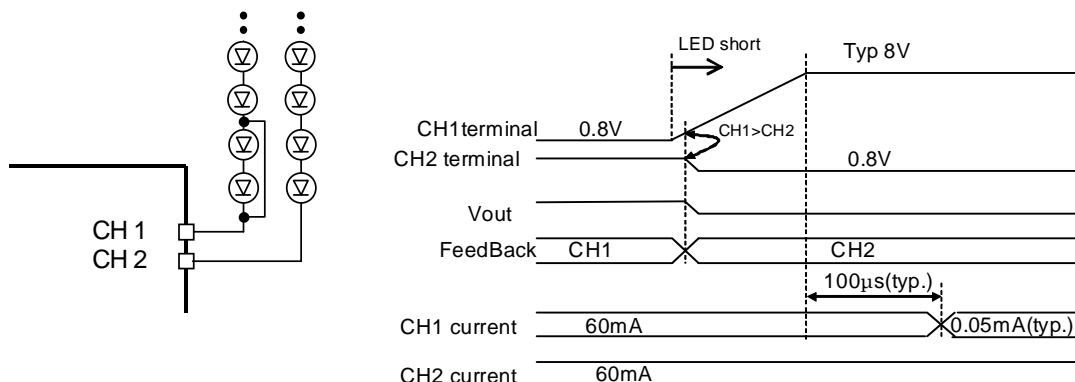 CH 1
CH 2
LED short
Typ 8V
CH1terminal
0.8V
CH1>CH2
CH2 terminal
0.8V
Vout
FeedBack
CH1
CH2
100μs(typ.)
CH1 current
60mA
0.05mA(typ.)
CH2 current
60mA